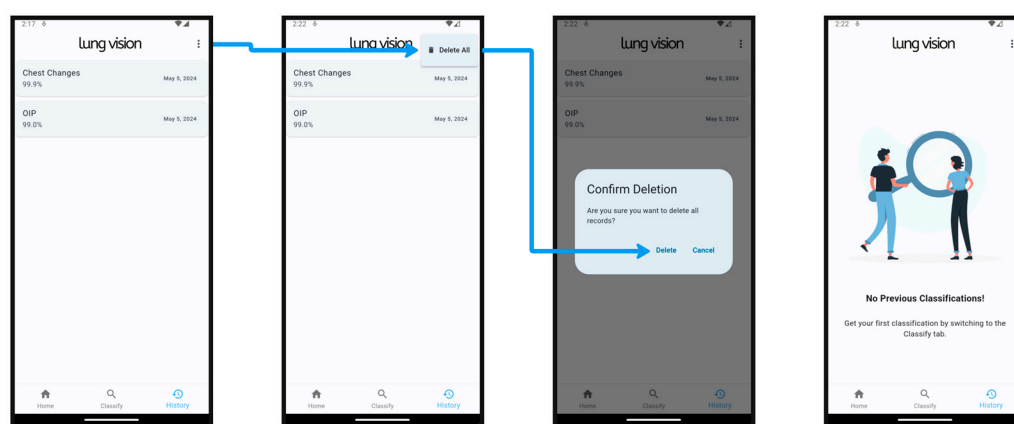 2:17
lung vision
Chest Changes
99.9%
May 5, 2024
OIP
99.0%
May 5, 2024
Home
Classify
History
2:22
lung vision
Delete All
Chest Changes
99.9%
May 5, 2024
OIP
99.0%
May 5, 2024
Home
Classify
History
2:22
lung vision
Chest Changes
99.9%
May 5, 2024
OIP
99.0%
May 5, 2024
Confirm Deletion
Are you sure you want to delete all
records?
Delete Cancel
Home
Classify
History
2:22
lung vision
No Previous Classifications!
Get your first classification by switching to the
Classify tab.
Home
Classify
History